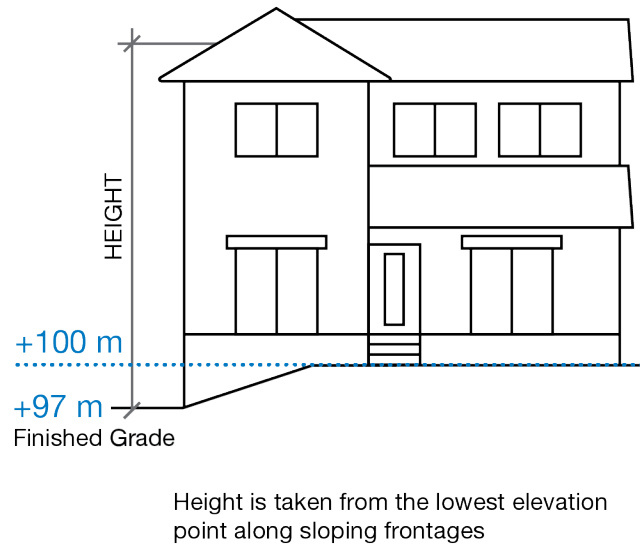 HEIGHT
+100 m
+97 m
Finished Grade
Height is taken from the lowest elevation
point along sloping frontages